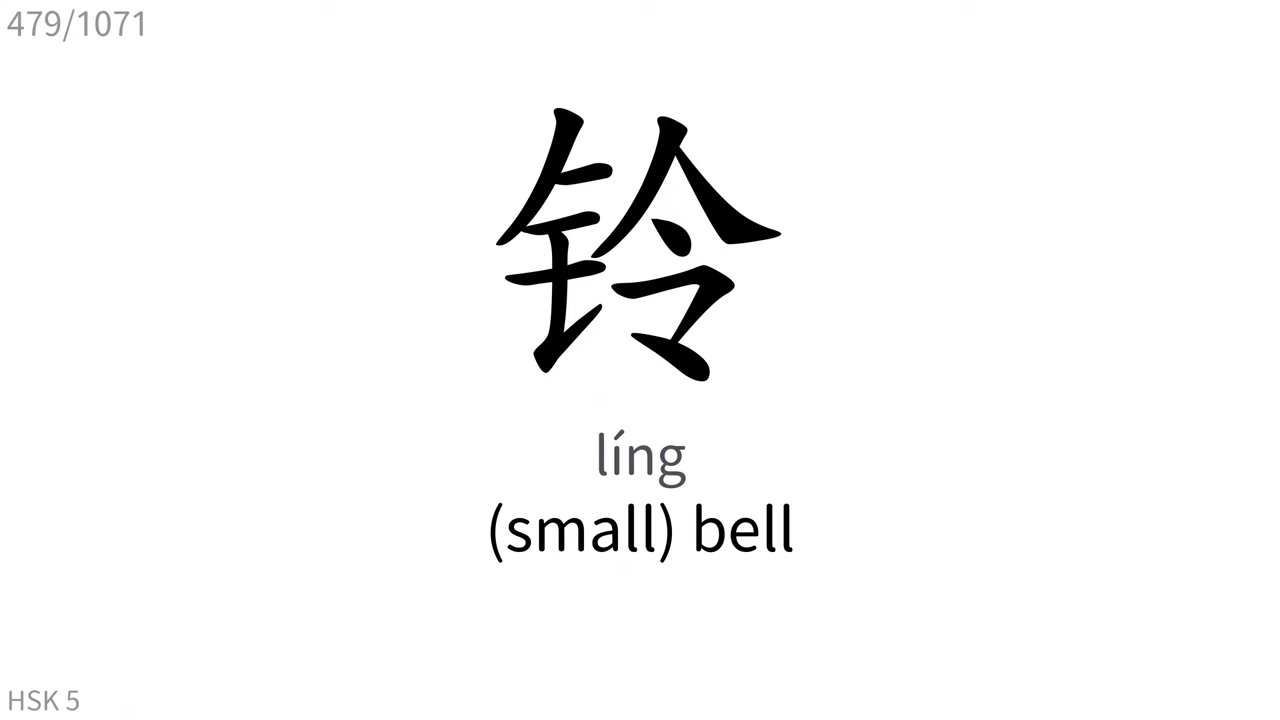 479/1071
铃
líng
(small) bell
HSK 5